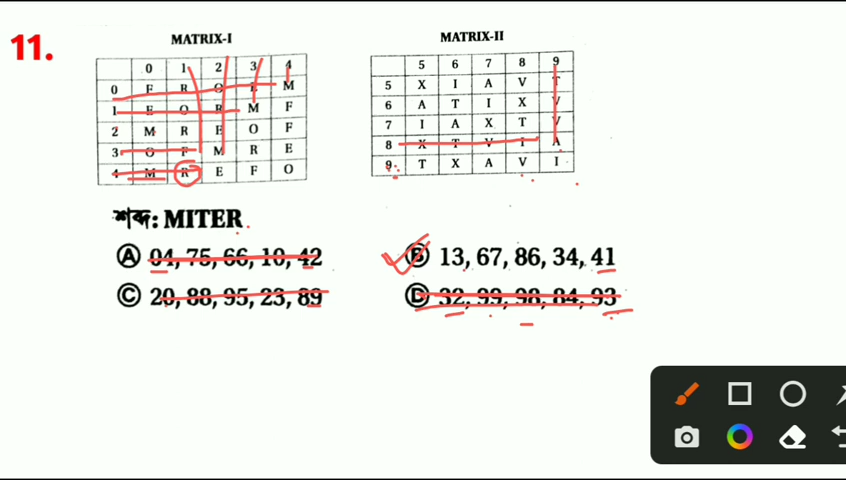 11.
MATRIX-I
0 1 2 3 4
0 F R O E M
1 E O R M F
2 M R E O F
3 O F M R E
4 M R E F O
MATRIX-II
5 6 7 8 9
5 X I A V T
6 A T I X V
7 I A X T V
8 X T V I A
9 T X A V I
শব্দ: MITER
Ⓐ 04, 75, 66, 10, 42
Ⓑ 13, 67, 86, 34, 41
Ⓒ 20, 88, 95, 23, 89
Ⓓ 32, 99, 98, 84, 93